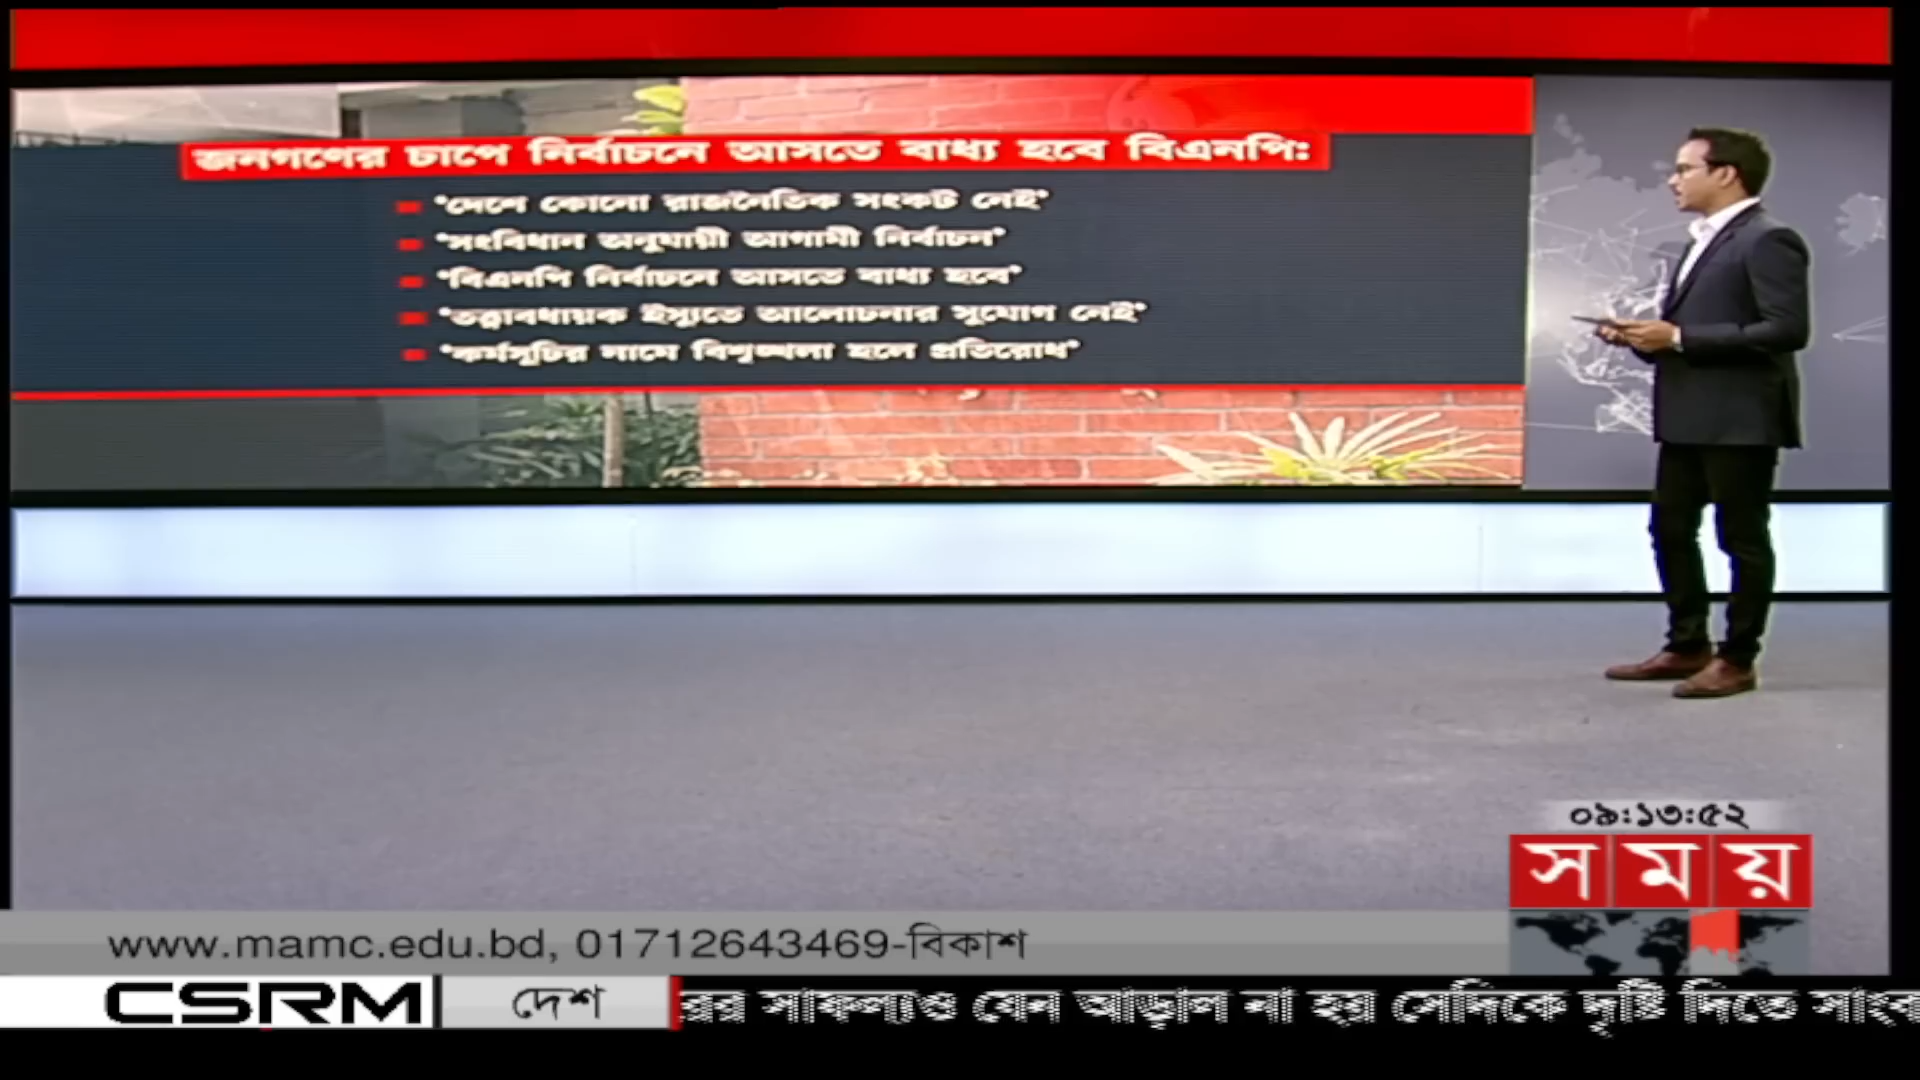 জনগণের চাপে নির্বাচনে আসতে বাধ্য হবে বিএনপি:
‘দেশে কোনো রাজনৈতিক সংকট নেই’
‘সংবিধান অনুযায়ী আগামী নির্বাচন’
‘বিএনপি নির্বাচনে আসতে বাধ্য হবে’
‘তত্ত্বাবধায়ক ইস্যুতে আলোচনার সুযোগ নেই’
‘কর্মসূচির নামে বিশৃঙ্খলা হলে প্রতিরোধ’
০৯:১৩:৫২
সময়
www.mamc.edu.bd, 01712643469-বিকাশ
CSRM দেশ সাফল্যও যেন আড়াল না হয় সেদিকে দৃষ্টি দিতে